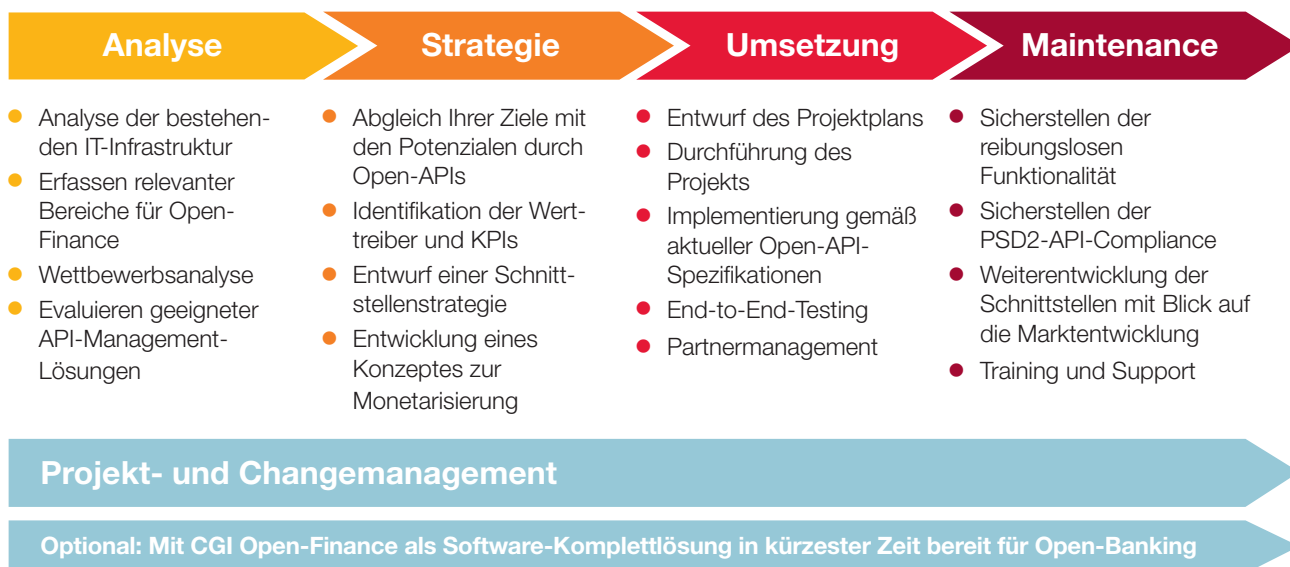 Analyse
Analyse der bestehen-
den IT-Infrastruktur
Erfassen relevanter
Bereiche für Open-
Finance
Wettbewerbsanalyse
Evaluieren geeigneter
API-Management-
Lösungen
Strategie
Abgleich Ihrer Ziele mit
den Potenzialen durch
Open-APIs
Identifikation der Wert-
treiber und KPIs
Entwurf einer Schnitt-
stellenstrategie
Entwicklung eines
Konzeptes zur
Monetarisierung
Umsetzung
Entwurf des Projektplans
Durchführung des
Projekts
Implementierung gemäß
aktueller Open-API-
Spezifikationen
End-to-End-Testing
Partnermanagement
Maintenance
Sicherstellen der
reibungslosen
Funktionalität
Sicherstellen der
PSD2-API-Compliance
Weiterentwicklung der
Schnittstellen mit Blick auf
die Marktentwicklung
Training und Support
Projekt- und Changemanagement
Optional: Mit CGI Open-Finance als Software-Komplettlösung in kürzester Zeit bereit für Open-Banking